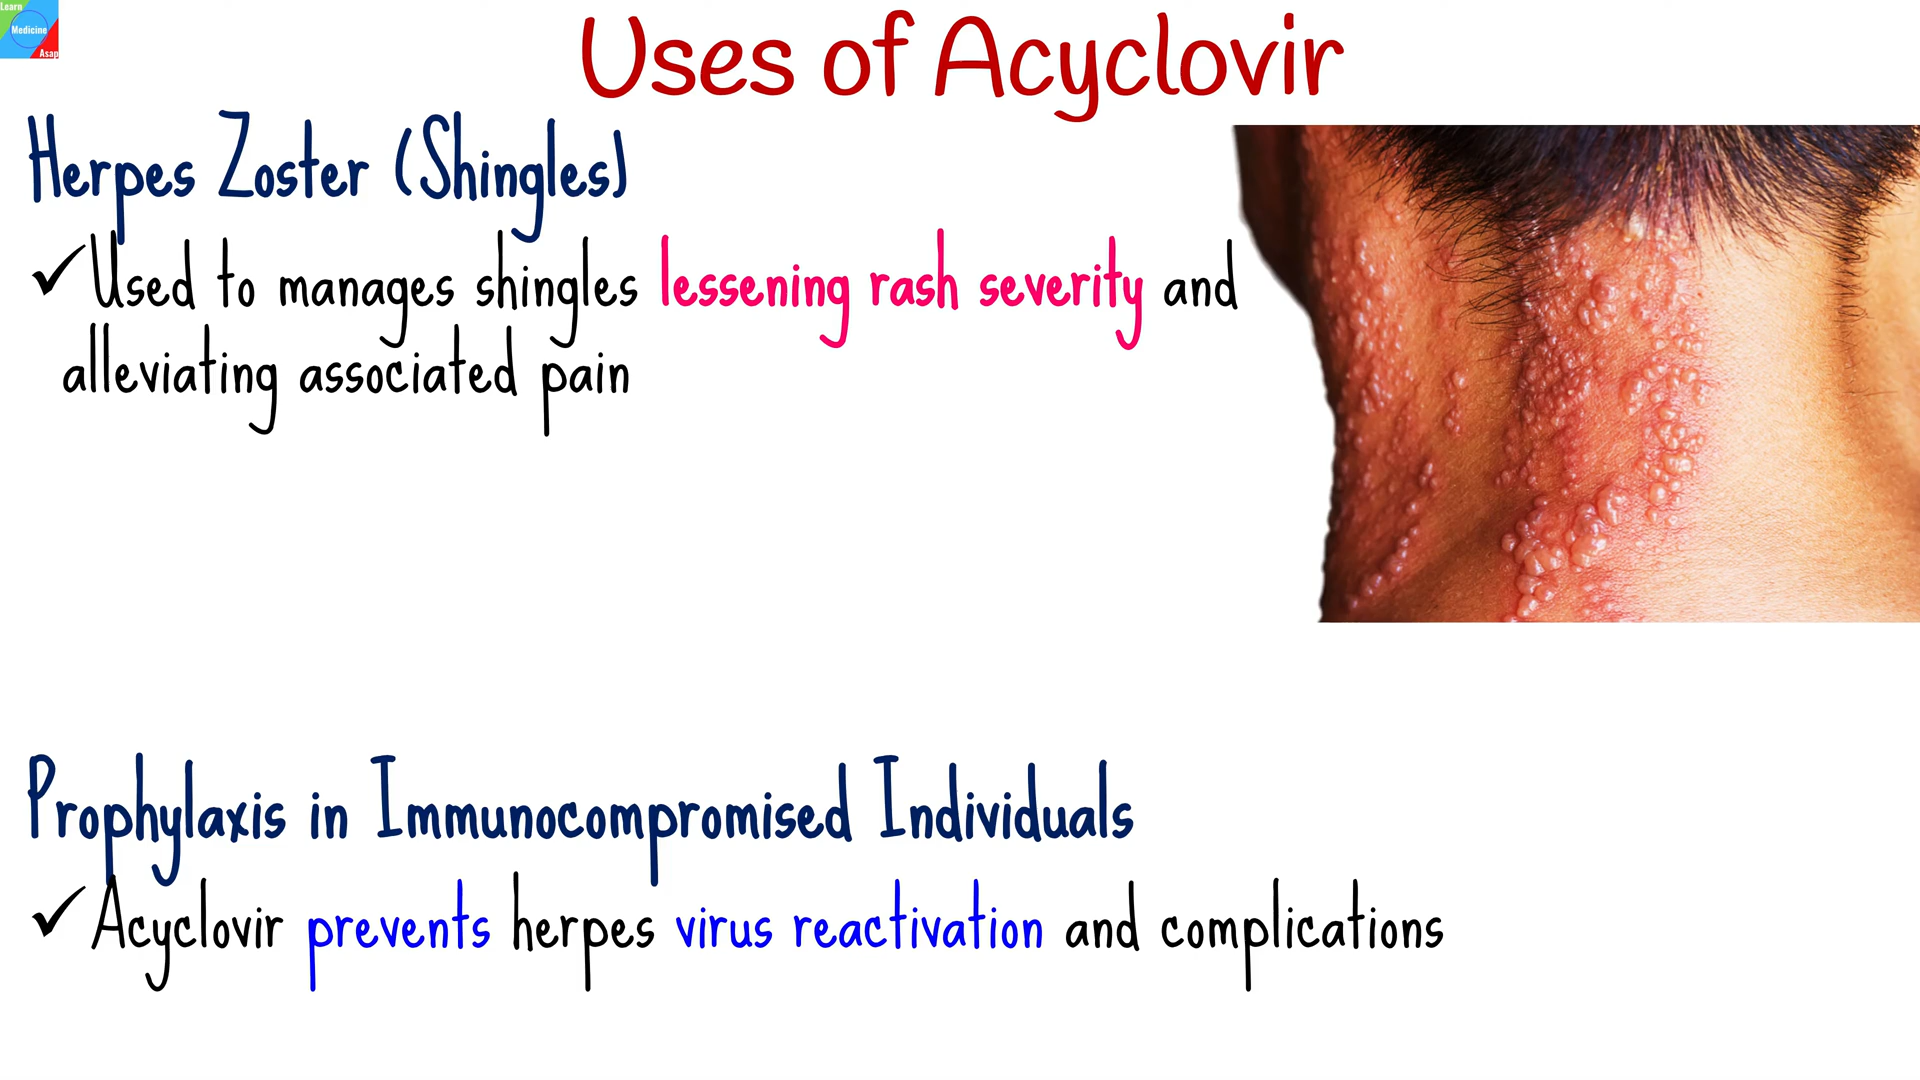 Learn
Medicine
Asap
Uses of Acyclovir
Herpes Zoster (Shingles)
✓Used to manages shingles lessening rash severity and
alleviating associated pain
Prophylaxis in Immunocompromised Individuals
✓Acyclovir prevents herpes virus reactivation and complications